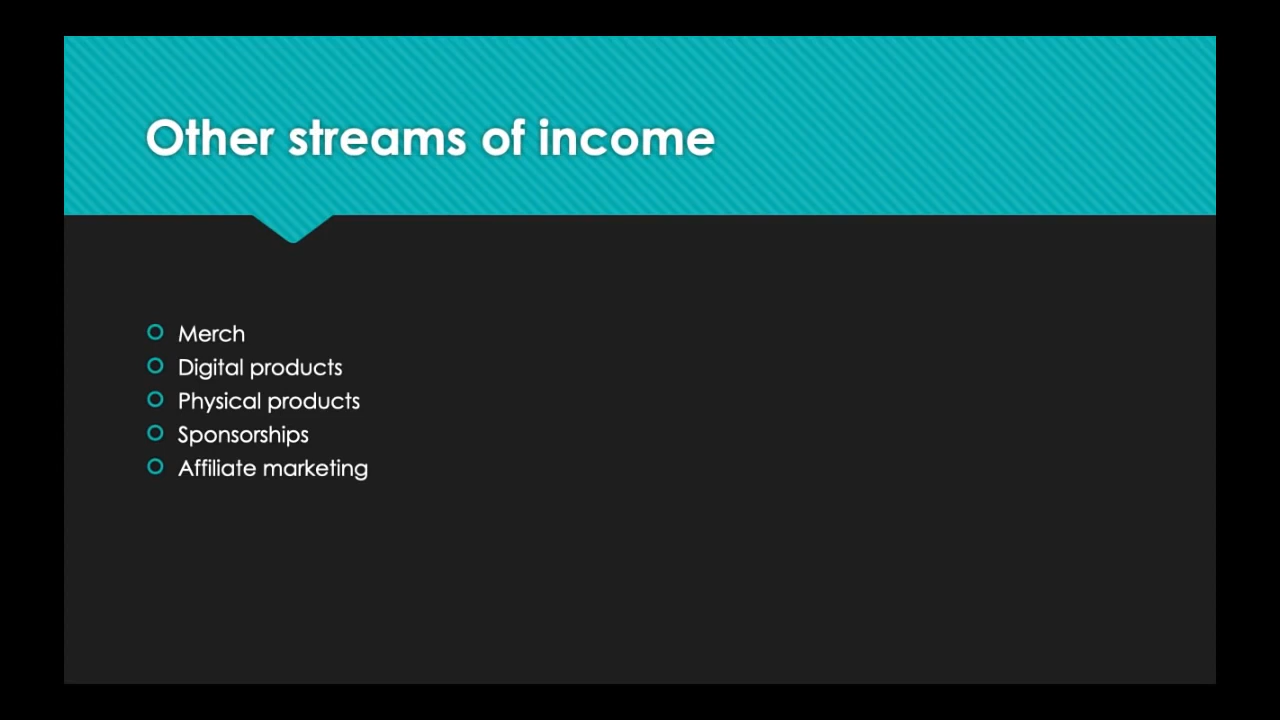 Other streams of income
Merch
Digital products
Physical products
Sponsorships
Affiliate marketing